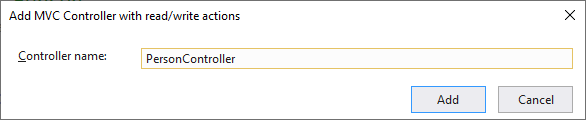 Add MVC Controller with read/write actions
Controller name:
PersonController
Add
Cancel